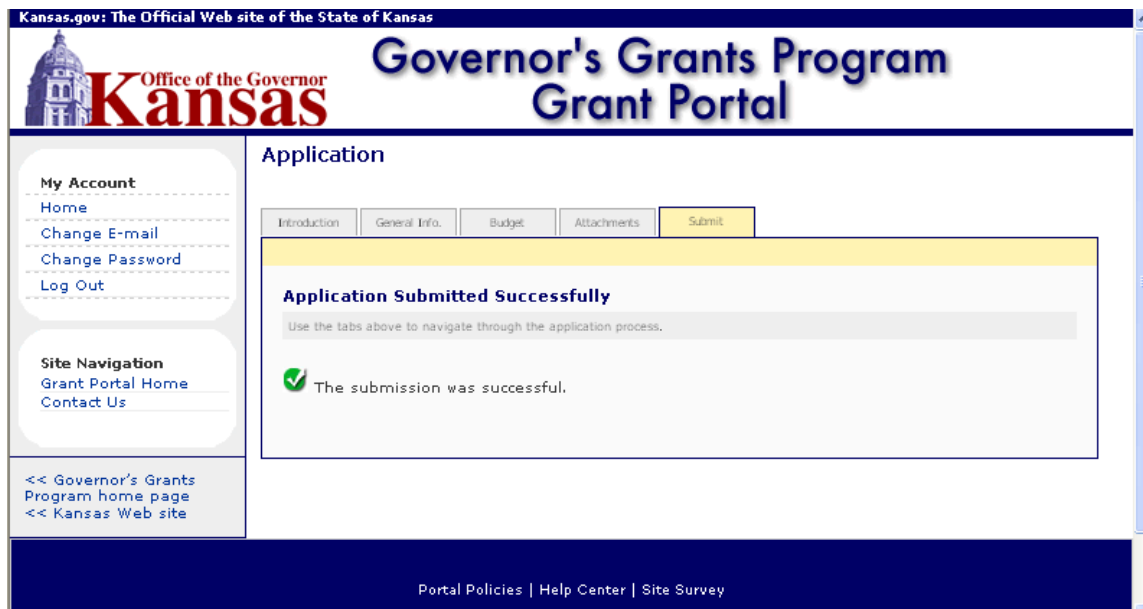 Kansas.gov: The Official Web site of the State of Kansas
Office of the Governor
Kansas
Governor's Grants Program
Grant Portal
My Account
Home
Change E-mail
Change Password
Log Out
Site Navigation
Grant Portal Home
Contact Us
<< Governor's Grants
Program home page
<< Kansas Web site
Application
Introduction
General Info.
Budget
Attachments
Submit
Application Submitted Successfully
Use the tabs above to navigate through the application process.
The submission was successful.
Portal Policies | Help Center | Site Survey